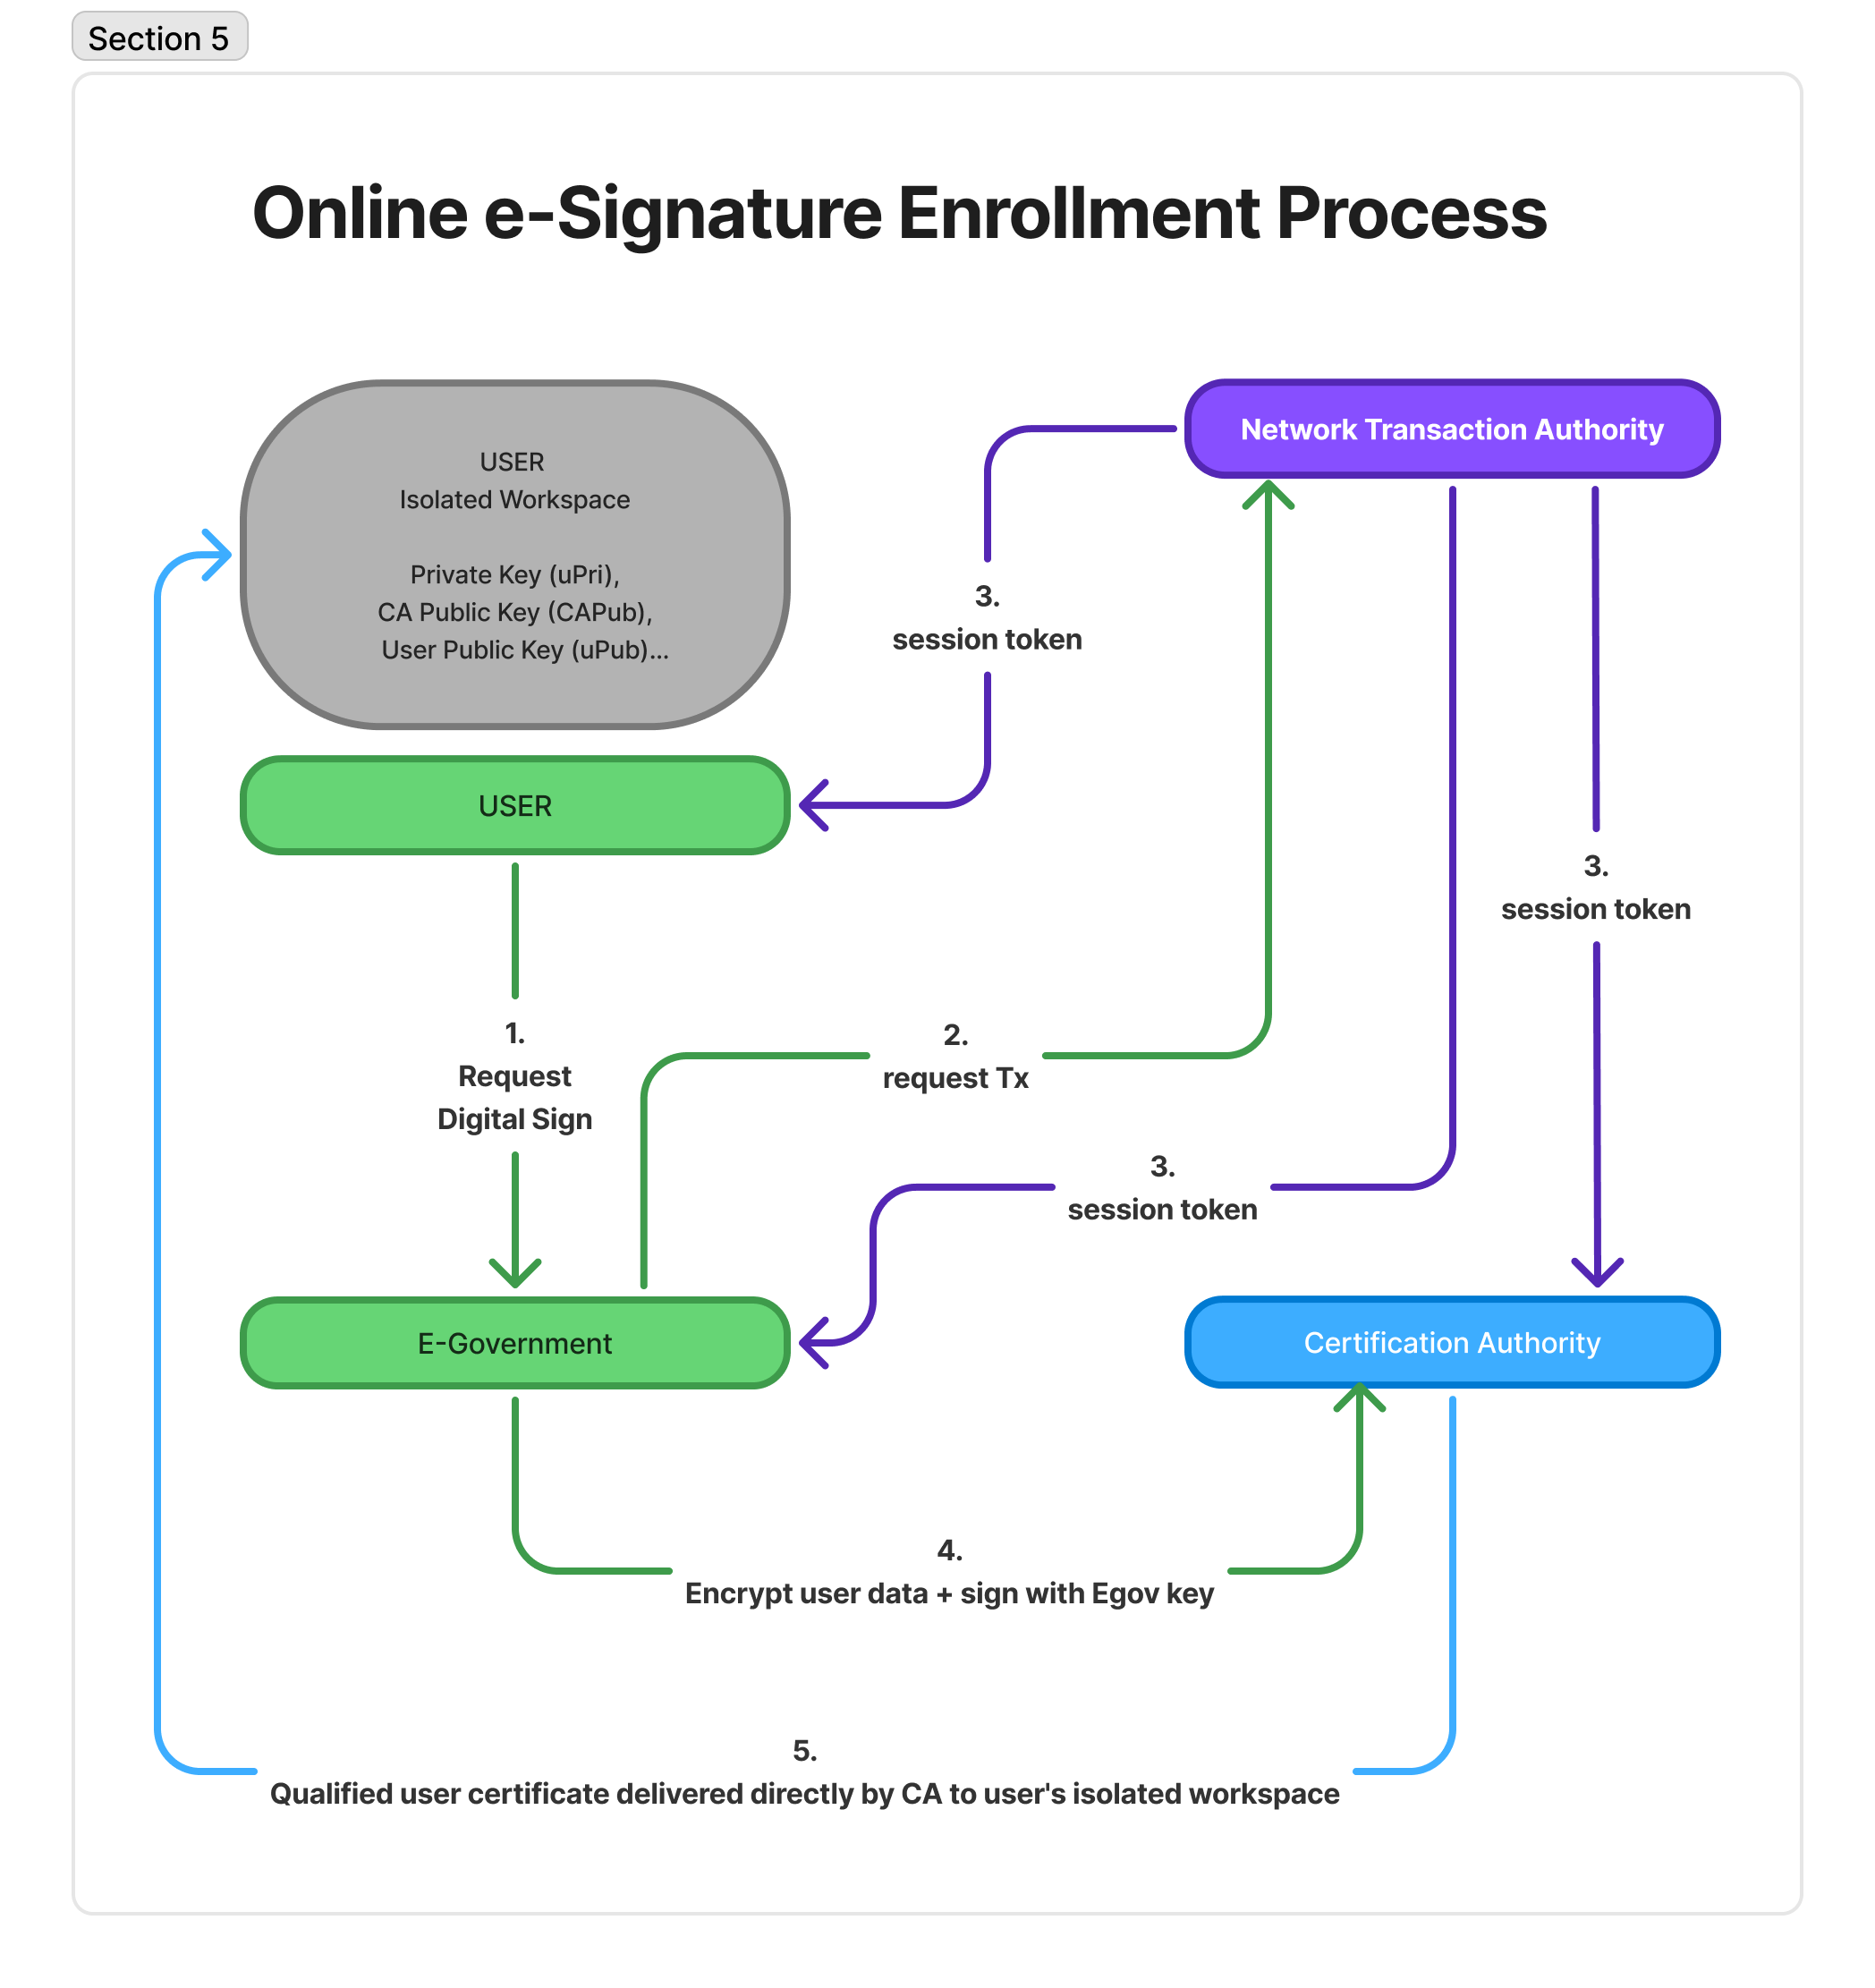 Section 5
Online e-Signature Enrollment Process
USER
Isolated Workspace
Private Key (uPri),
CA Public Key (CAPub),
User Public Key (uPub)...
Network Transaction Authority
3.
session token
USER
3.
session token
1.
Request
Digital Sign
2.
request Tx
3.
session token
E-Government
Certification Authority
4.
Encrypt user data + sign with Egov key
5.
Qualified user certificate delivered directly by CA to user's isolated workspace